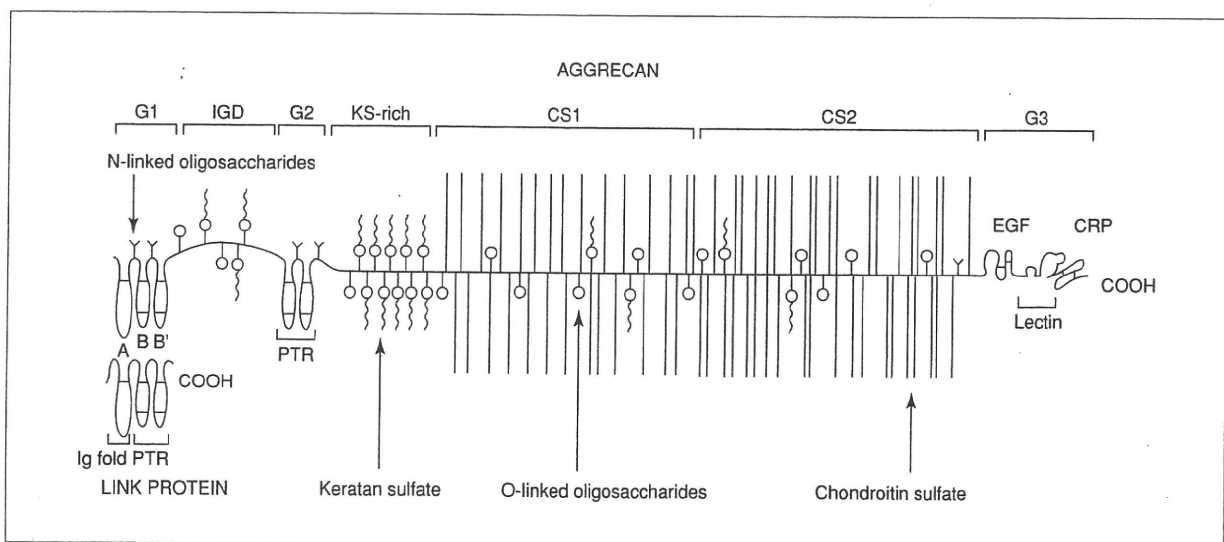 AGGRECAN
G1 IGD G2 KS-rich CS1 CS2 G3
N-linked oligosaccharides
EGF CRP
COOH
Lectin
A B B'
PTR
COOH
Ig fold PTR
LINK PROTEIN
Keratan sulfate
O-linked oligosaccharides
Chondroitin sulfate